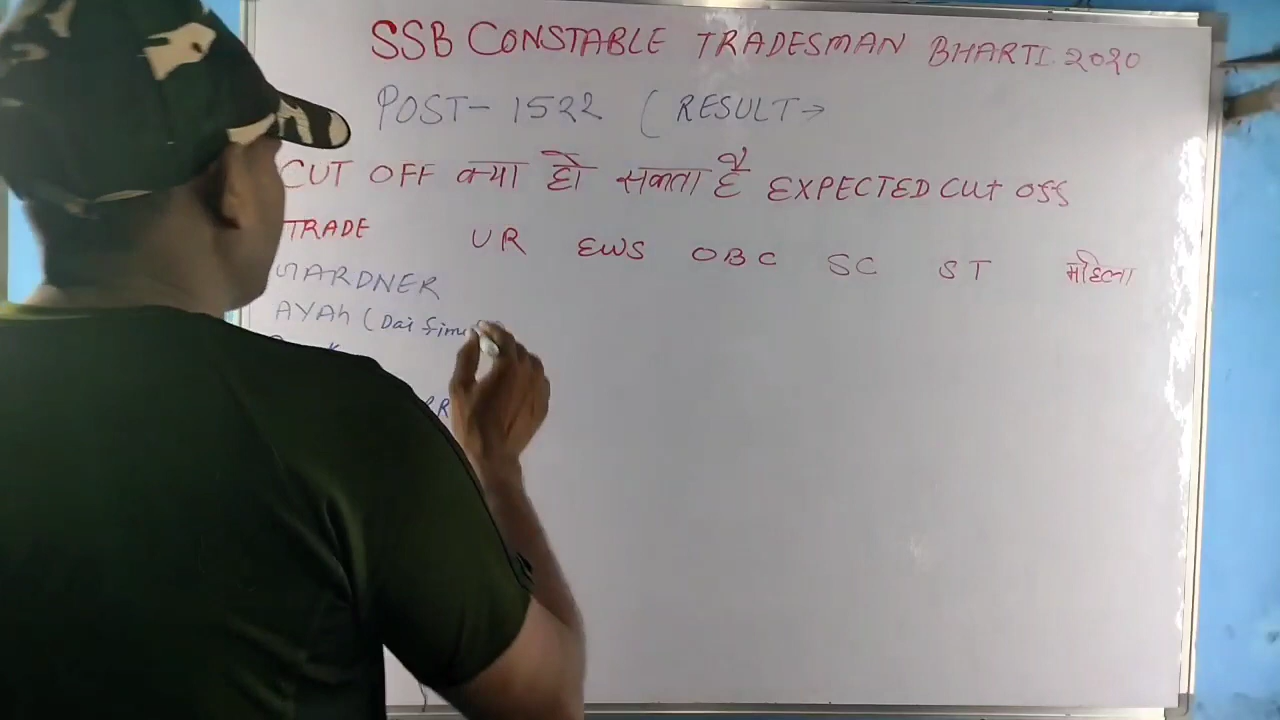 SSB CONSTABLE TRADESMAN BHARTI 2020
POST- 1522 ( RESULT →
CUT OFF क्या हो सकता है EXPECTED CUt OFF
TRADE UR EWS OBC SC ST महिला
GARDNER
AYAh (Dai